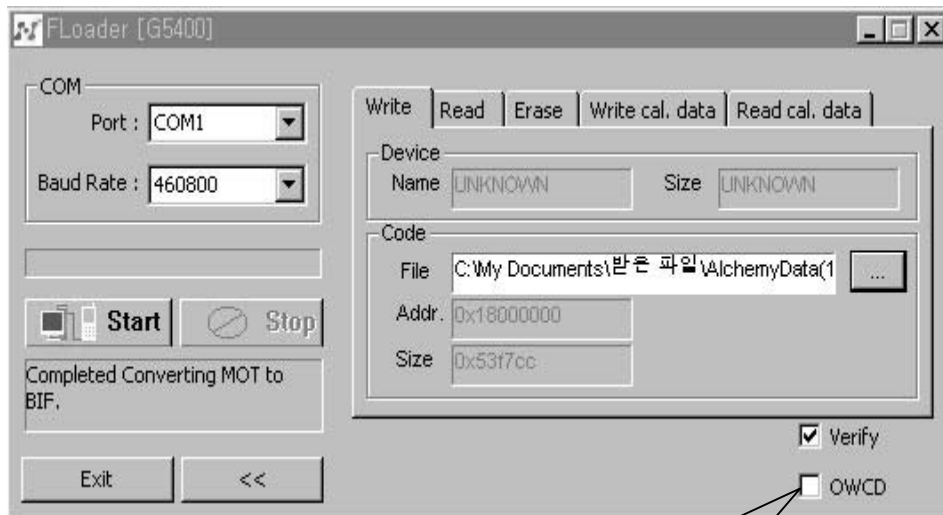 FLoader [G5400]
COM
Port : COM1
Baud Rate : 460800
Start
Stop
Completed Converting MOT to
BIF.
Exit
<<
Write Read Erase Write cal. data Read cal. data
Device
Name UNKNOWN Size UNKNOWN
Code
File C:\My Documents\받은 파일\AlchemyData(1 ...
Addr. 0x18000000
Size 0x53f7cc
Verify
OWCD